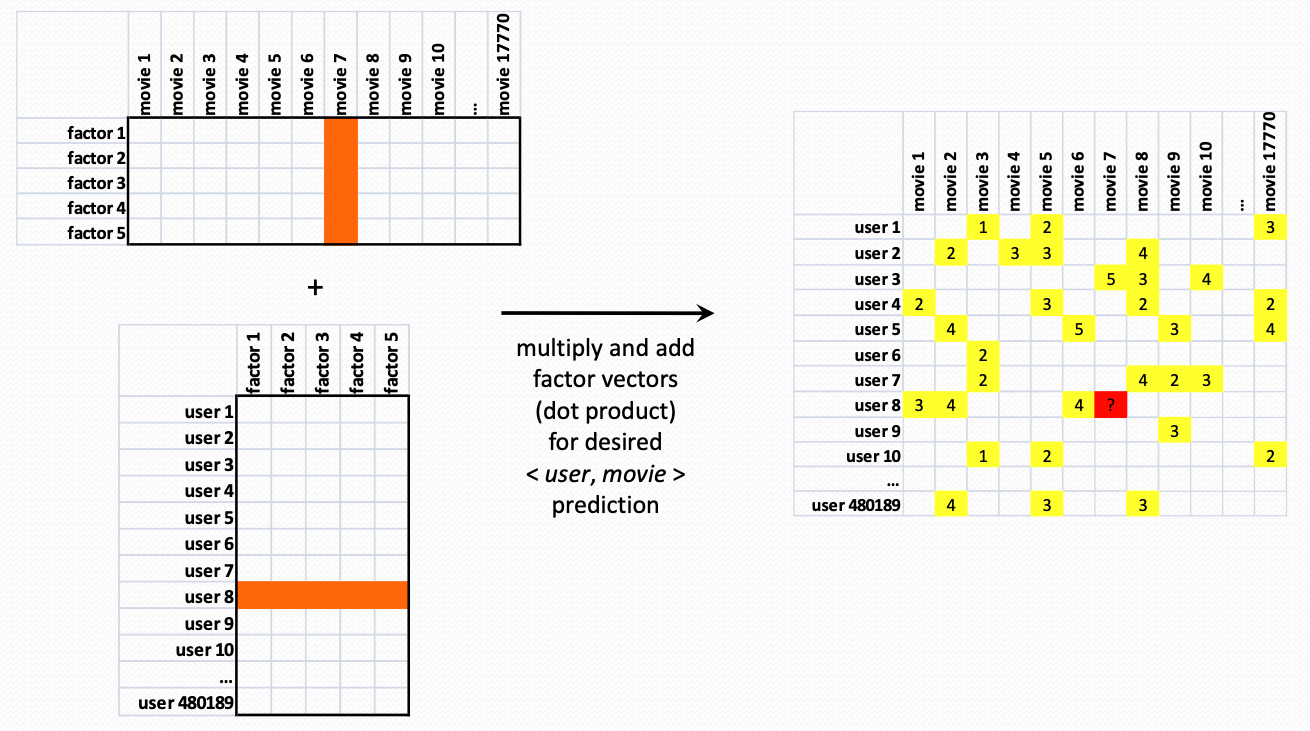 movie 1 movie 2 movie 3 movie 4 movie 5 movie 6 movie 7 movie 8 movie 9 movie 10 ... movie 17770
factor 1
factor 2
factor 3
factor 4
factor 5
+
factor 1 factor 2 factor 3 factor 4 factor 5
user 1
user 2
user 3
user 4
user 5
user 6
user 7
user 8
user 9
user 10
...
user 480189
multiply and add
factor vectors
(dot product)
for desired
< user, movie >
prediction
movie 1 movie 2 movie 3 movie 4 movie 5 movie 6 movie 7 movie 8 movie 9 movie 10 ... movie 17770
user 1 1 2 3
user 2 2 3 3 4
user 3 5 3 4
user 4 2 3 2 2
user 5 4 5 3 4
user 6 2
user 7 2 4 2 3
user 8 3 4 4 ?
user 9 3
user 10 1 2 2
...
user 480189 4 3 3